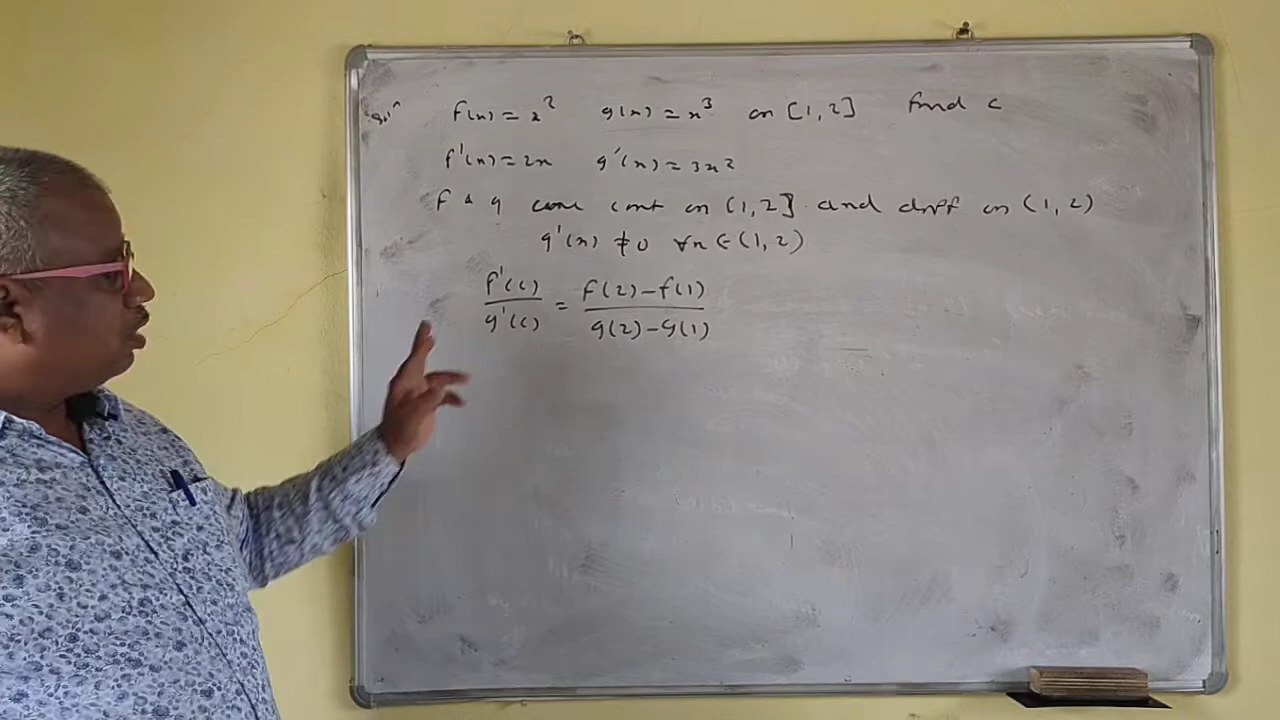 Sol^n f(x) = x² g(x) = x³ on [1, 2] Find c
f'(x) = 2x g'(x) = 3x²
f & g are cont on [1, 2] and diff on (1, 2)
g'(x) ≠ 0 ∀x ∈ (1, 2)
f'(c)/g'(c) = f(2) - f(1)/g(2) - g(1)